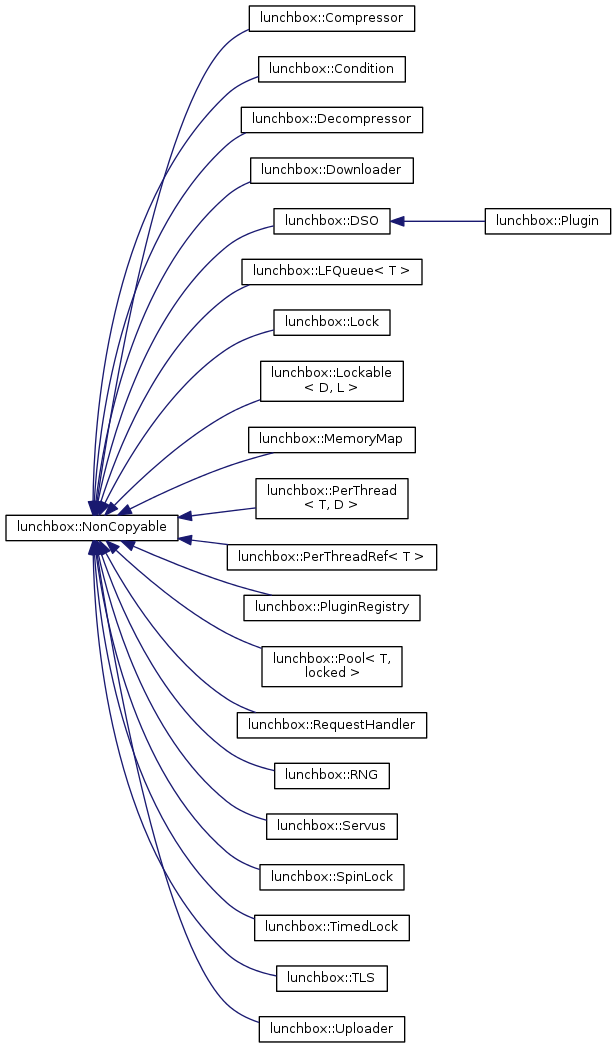 lunchbox::Compressor
lunchbox::Condition
lunchbox::Decompressor
lunchbox::Downloader
lunchbox::DSO
lunchbox::Plugin
lunchbox::LFQueue< T >
lunchbox::Lock
lunchbox::Lockable
< D, L >
lunchbox::MemoryMap
lunchbox::PerThread
< T, D >
lunchbox::NonCopyable
lunchbox::PerThreadRef< T >
lunchbox::PluginRegistry
lunchbox::Pool< T,
locked >
lunchbox::RequestHandler
lunchbox::RNG
lunchbox::Servus
lunchbox::SpinLock
lunchbox::TimedLock
lunchbox::TLS
lunchbox::Uploader